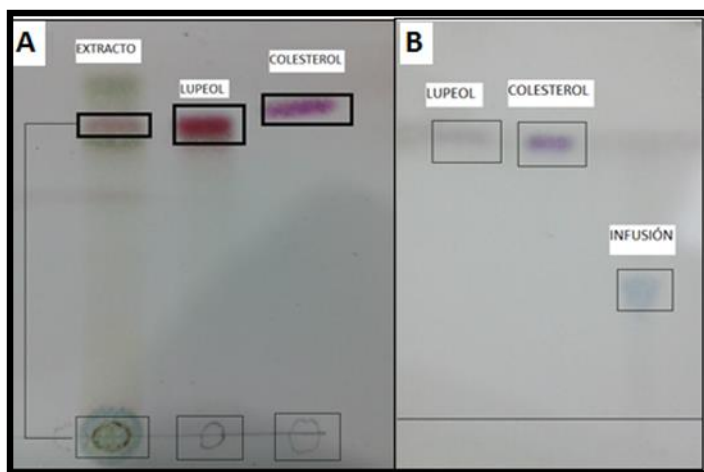 A
EXTRACTO
LUPEOL
COLESTEROL
B
LUPEOL
COLESTEROL
INFUSIÓN